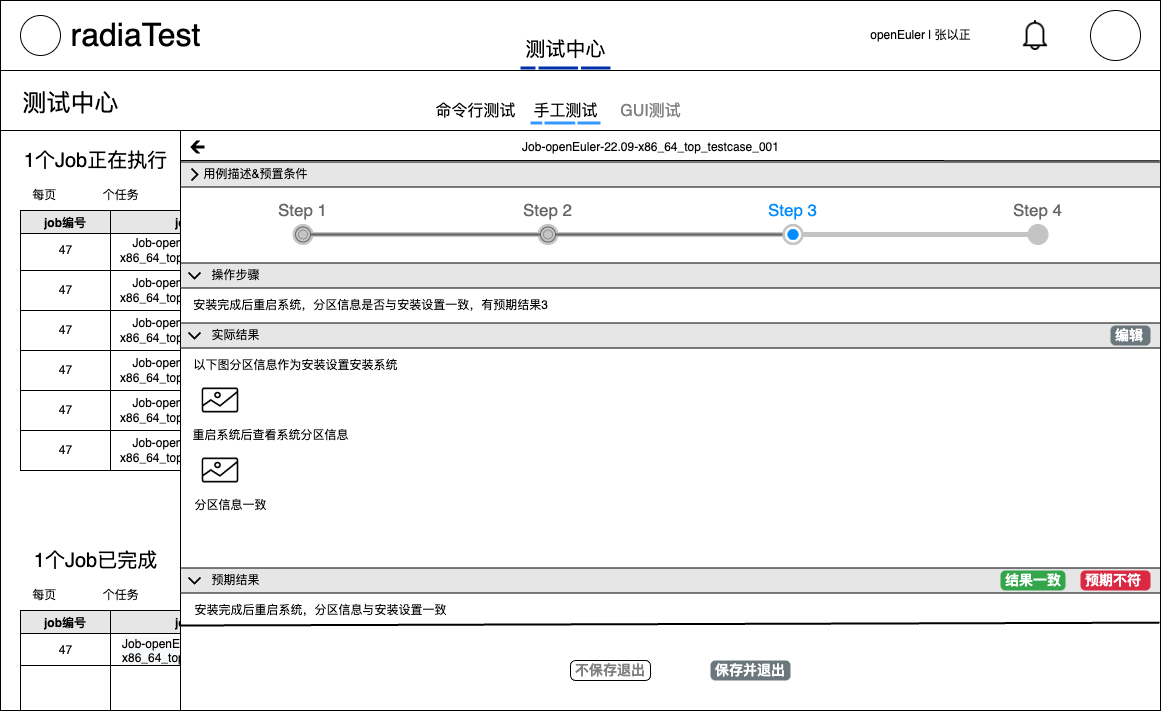 radiaTest
测试中心
openEuler | 张以正
测试中心
命令行测试 手工测试 GUI测试
1个Job正在执行
每页 个任务
job编号 j
47 Job-open
x86_64_top
47 Job-open
x86_64_top
47 Job-open
x86_64_top
47 Job-open
x86_64_top
47 Job-open
x86_64_top
47 Job-open
x86_64_top
1个Job已完成
每页 个任务
job编号 j
47 Job-openE
x86_64_top
Job-openEuler-22.09-x86_64_top_testcase_001
用例描述&预置条件
Step 1 Step 2 Step 3 Step 4
操作步骤
安装完成后重启系统，分区信息是否与安装设置一致，有预期结果3
实际结果 编辑
以下图分区信息作为安装设置安装系统
重启系统后查看系统分区信息
分区信息一致
预期结果 结果一致 预期不符
安装完成后重启系统，分区信息与安装设置一致
不保存退出 保存并退出